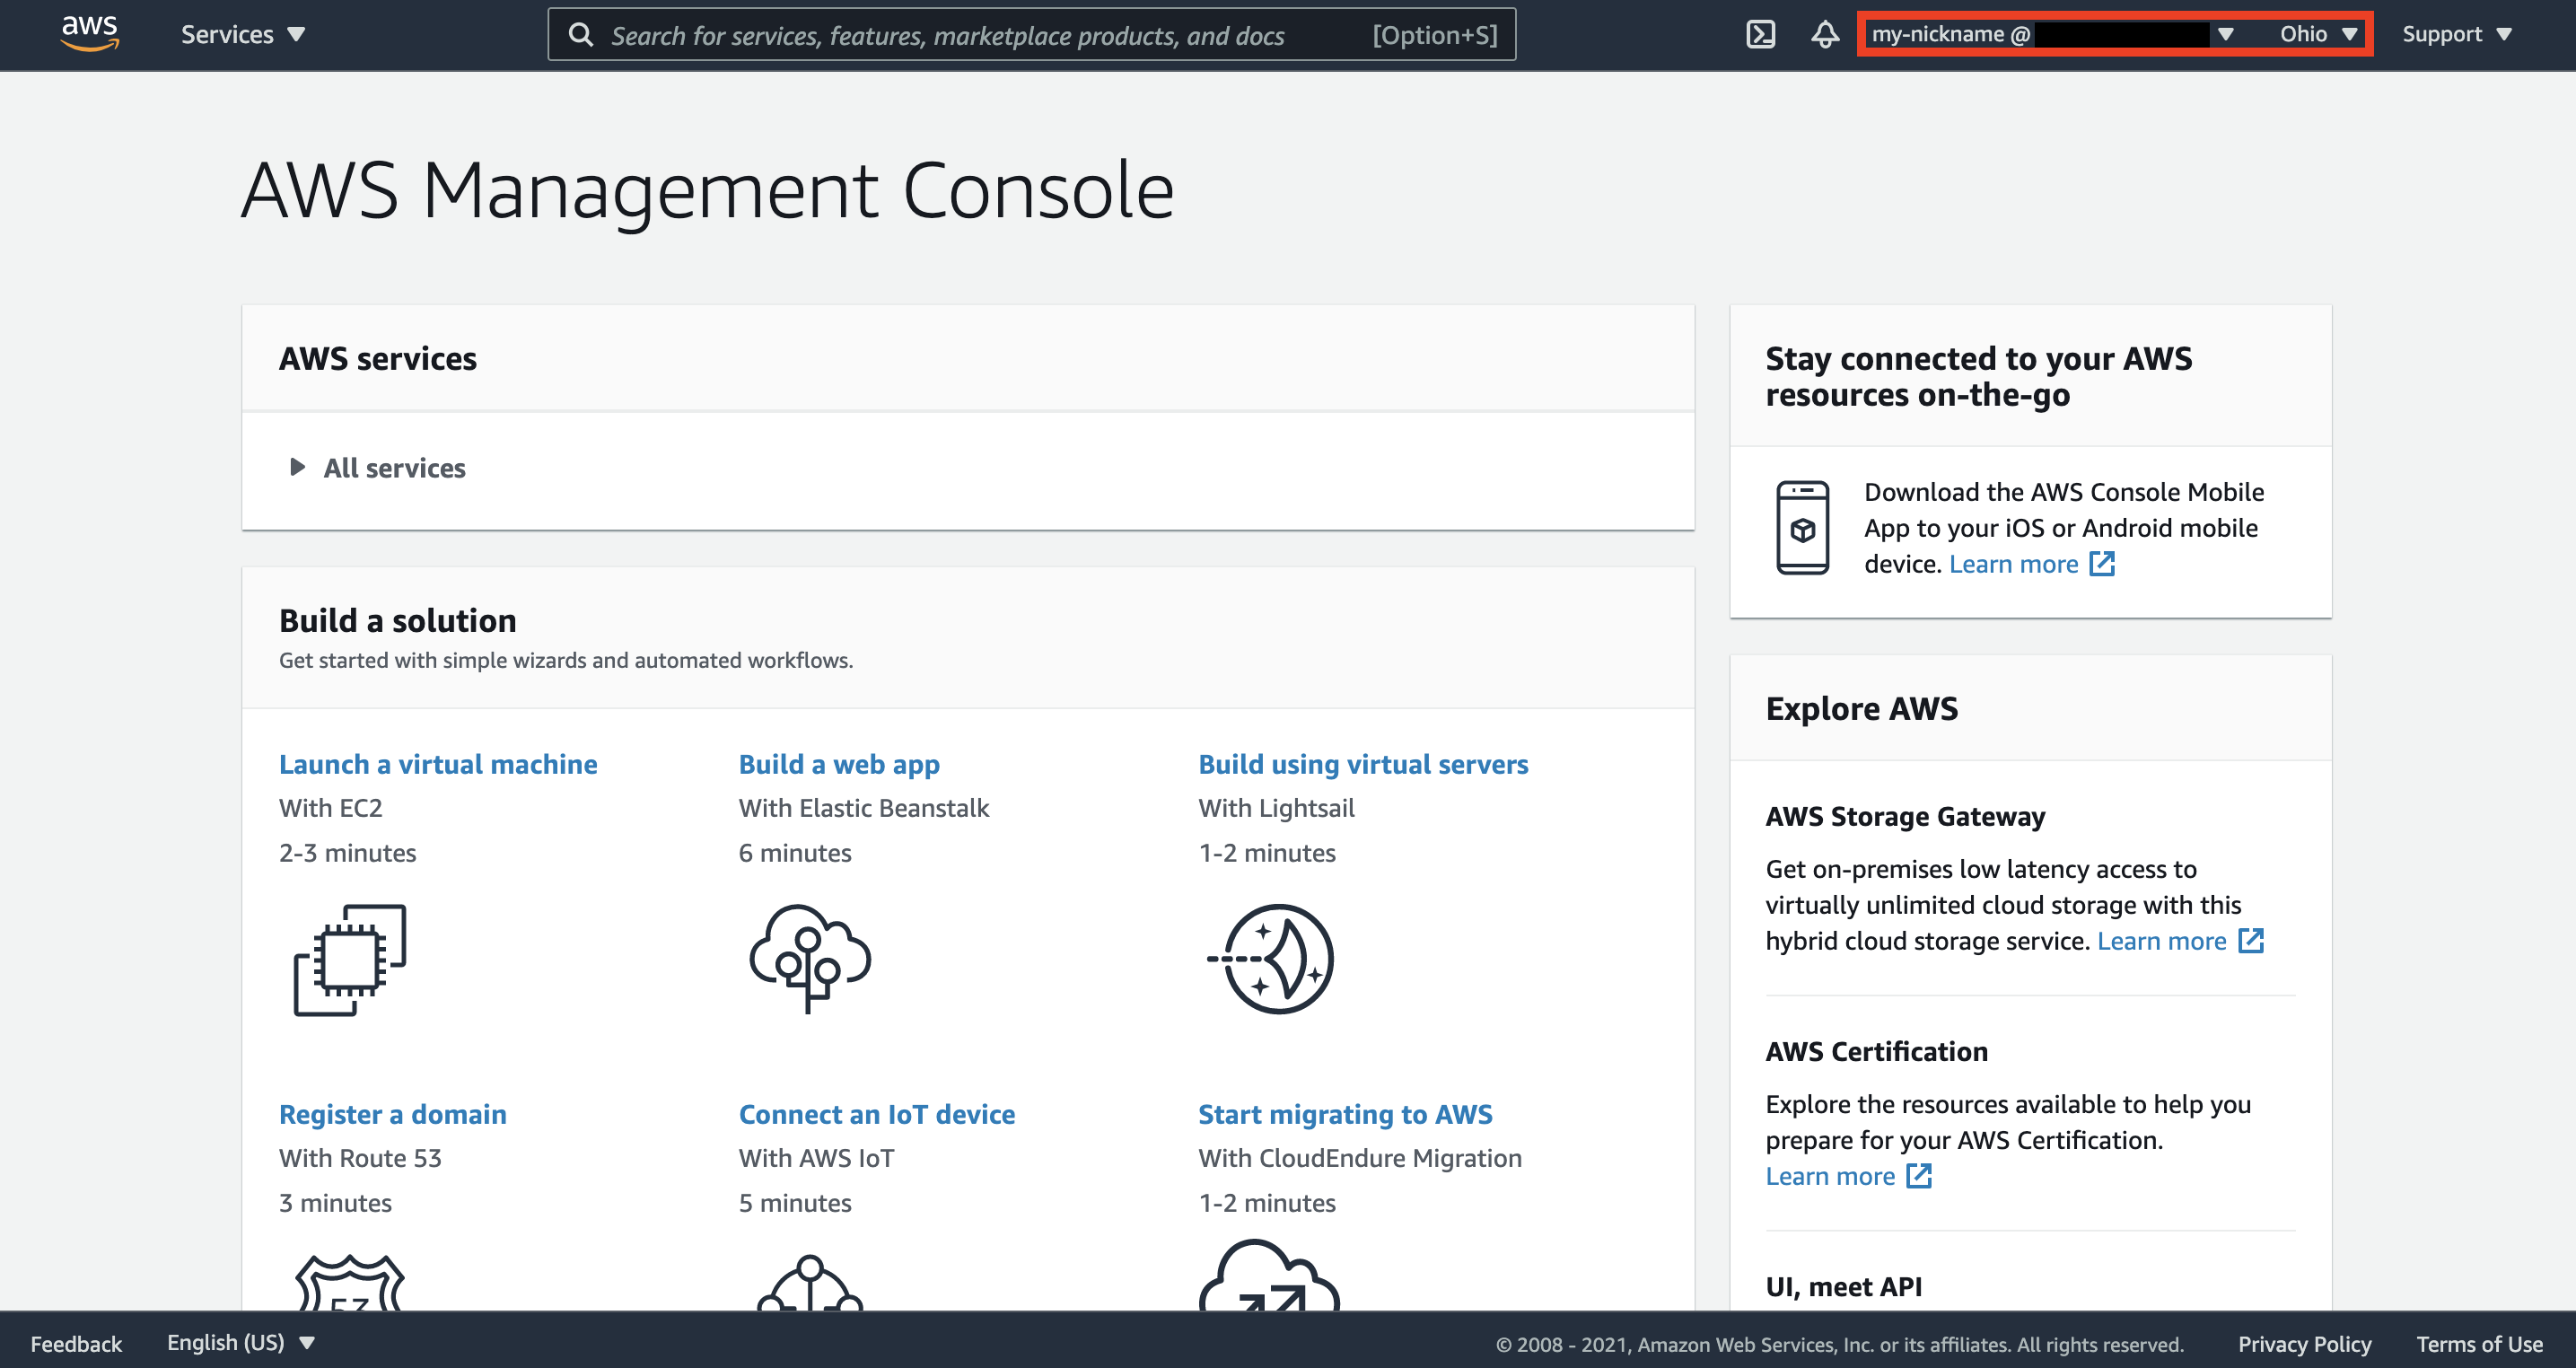 aws
Services
Search for services, features, marketplace products, and docs
[Option+S]
my-nickname @
Ohio
Support
AWS Management Console
AWS services
All services
Build a solution
Get started with simple wizards and automated workflows.
Launch a virtual machine
With EC2
2-3 minutes
Build a web app
With Elastic Beanstalk
6 minutes
Build using virtual servers
With Lightsail
1-2 minutes
Register a domain
With Route 53
3 minutes
53
Connect an IoT device
With AWS IoT
5 minutes
Start migrating to AWS
With CloudEndure Migration
1-2 minutes
Stay connected to your AWS
resources on-the-go
Download the AWS Console Mobile
App to your iOS or Android mobile
device. Learn more
Explore AWS
AWS Storage Gateway
Get on-premises low latency access to
virtually unlimited cloud storage with this
hybrid cloud storage service. Learn more
AWS Certification
Explore the resources available to help you
prepare for your AWS Certification.
Learn more
UI, meet API
Feedback
English (US)
© 2008 - 2021, Amazon Web Services, Inc. or its affiliates. All rights reserved.
Privacy Policy
Terms of Use